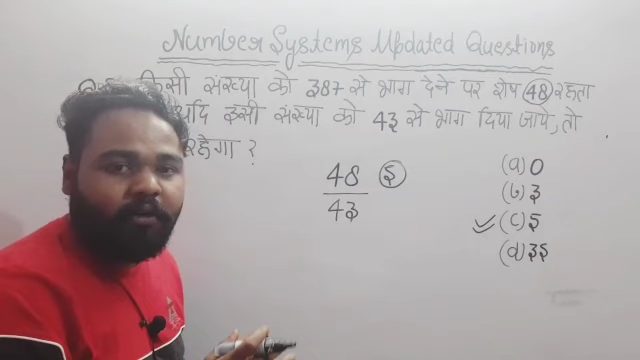 Number Systems Updated Questions
किसी संख्या को 387 से भाग देने पर शेष 48 रहता
यदि इसी संख्या को 43 से भाग दिया जाये, तो
रहेगा ?
48 5
43
(a) 0
(b) 3
(c) 5
(d) 35